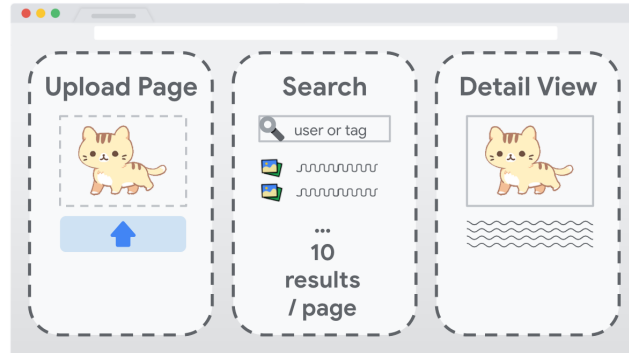 Upload Page
Search
user or tag
...
10
results
/ page
Detail View